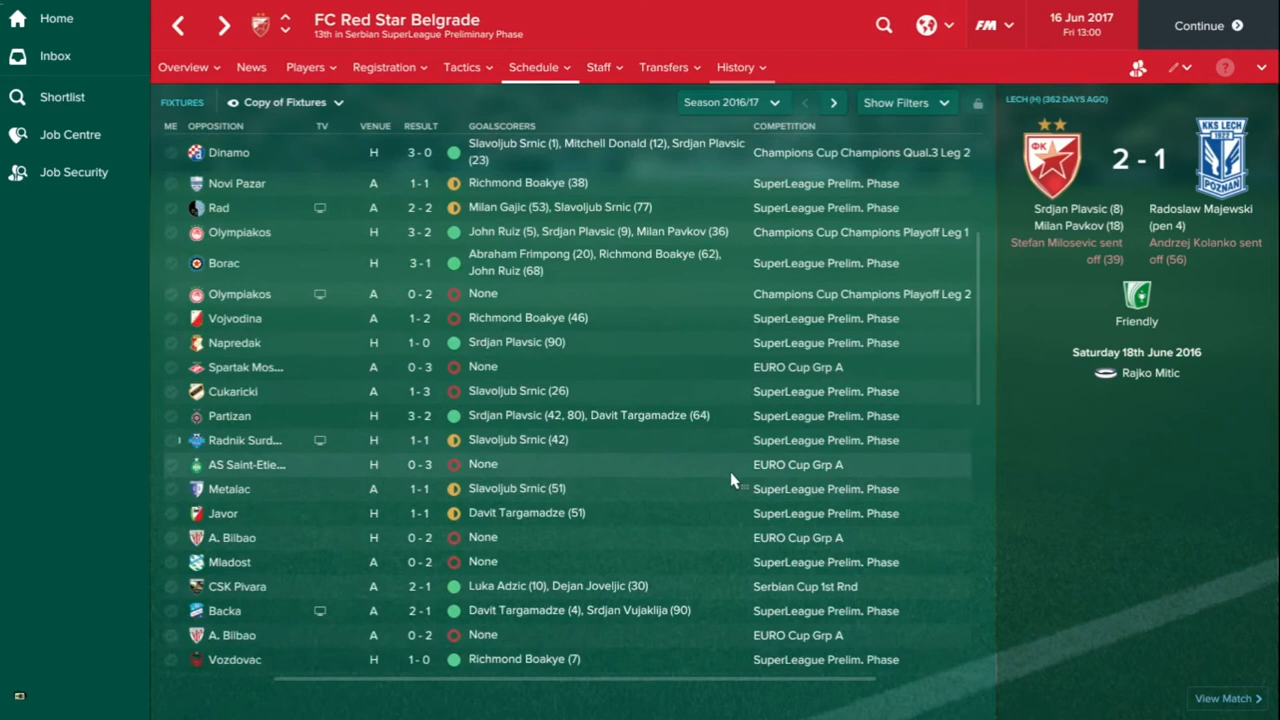 Home
Inbox
Shortlist
Job Centre
Job Security
FC Red Star Belgrade
13th in Serbian SuperLeague Preliminary Phase
FM
16 Jun 2017
Fri 13:00
Continue
Overview
News
Players
Registration
Tactics
Schedule
Staff
Transfers
History
?
FIXTURES
Copy of Fixtures
Season 2016/17
Show Filters
ME OPPOSITION TV VENUE RESULT GOALSCORERS COMPETITION
Dinamo H 3 - 0 Slavoljub Srnic (1), Mitchell Donald (12), Srdjan Plavsic (23) Champions Cup Champions Qual.3 Leg 2
Novi Pazar A 1 - 1 Richmond Boakye (38) SuperLeague Prelim. Phase
Rad A 2 - 2 Milan Gajic (53), Slavoljub Srnic (77) SuperLeague Prelim. Phase
Olympiakos H 3 - 2 John Ruiz (5), Srdjan Plavsic (9), Milan Pavkov (36) Champions Cup Champions Playoff Leg 1
Borac H 3 - 1 Abraham Frimpong (20), Richmond Boakye (62), John Ruiz (68) SuperLeague Prelim. Phase
Olympiakos A 0 - 2 None Champions Cup Champions Playoff Leg 2
Vojvodina A 1 - 2 Richmond Boakye (46) SuperLeague Prelim. Phase
Napredak H 1 - 0 Srdjan Plavsic (90) SuperLeague Prelim. Phase
Spartak Mos... A 0 - 3 None EURO Cup Grp A
Cukaricki A 1 - 3 Slavoljub Srnic (26) SuperLeague Prelim. Phase
Partizan H 3 - 2 Srdjan Plavsic (42, 80), Davit Targamadze (64) SuperLeague Prelim. Phase
Radnik Surd... H 1 - 1 Slavoljub Srnic (42) SuperLeague Prelim. Phase
AS Saint-Etie... H 0 - 3 None EURO Cup Grp A
Metalac A 1 - 1 Slavoljub Srnic (51) SuperLeague Prelim. Phase
Javor H 1 - 1 Davit Targamadze (51) SuperLeague Prelim. Phase
A. Bilbao H 0 - 2 None EURO Cup Grp A
Mladost A 0 - 2 None SuperLeague Prelim. Phase
CSK Pivara A 2 - 1 Luka Adzic (10), Dejan Joveljic (30) Serbian Cup 1st Rnd
Backa A 2 - 1 Davit Targamadze (4), Srdjan Vujaklija (90) SuperLeague Prelim. Phase
A. Bilbao A 0 - 2 None EURO Cup Grp A
Vozdovac H 1 - 0 Richmond Boakye (7) SuperLeague Prelim. Phase
LECH (H) (362 DAYS AGO)
ФК
KKS LECH
1922
POZNAŃ
2 - 1
Srdjan Plavsic (8)
Milan Pavkov (18)
Stefan Milosevic sent
off (39)
Radoslaw Majewski
(pen 4)
Andrzej Kolanko sent
off (56)
Friendly
Saturday 18th June 2016
Rajko Mitic
View Match